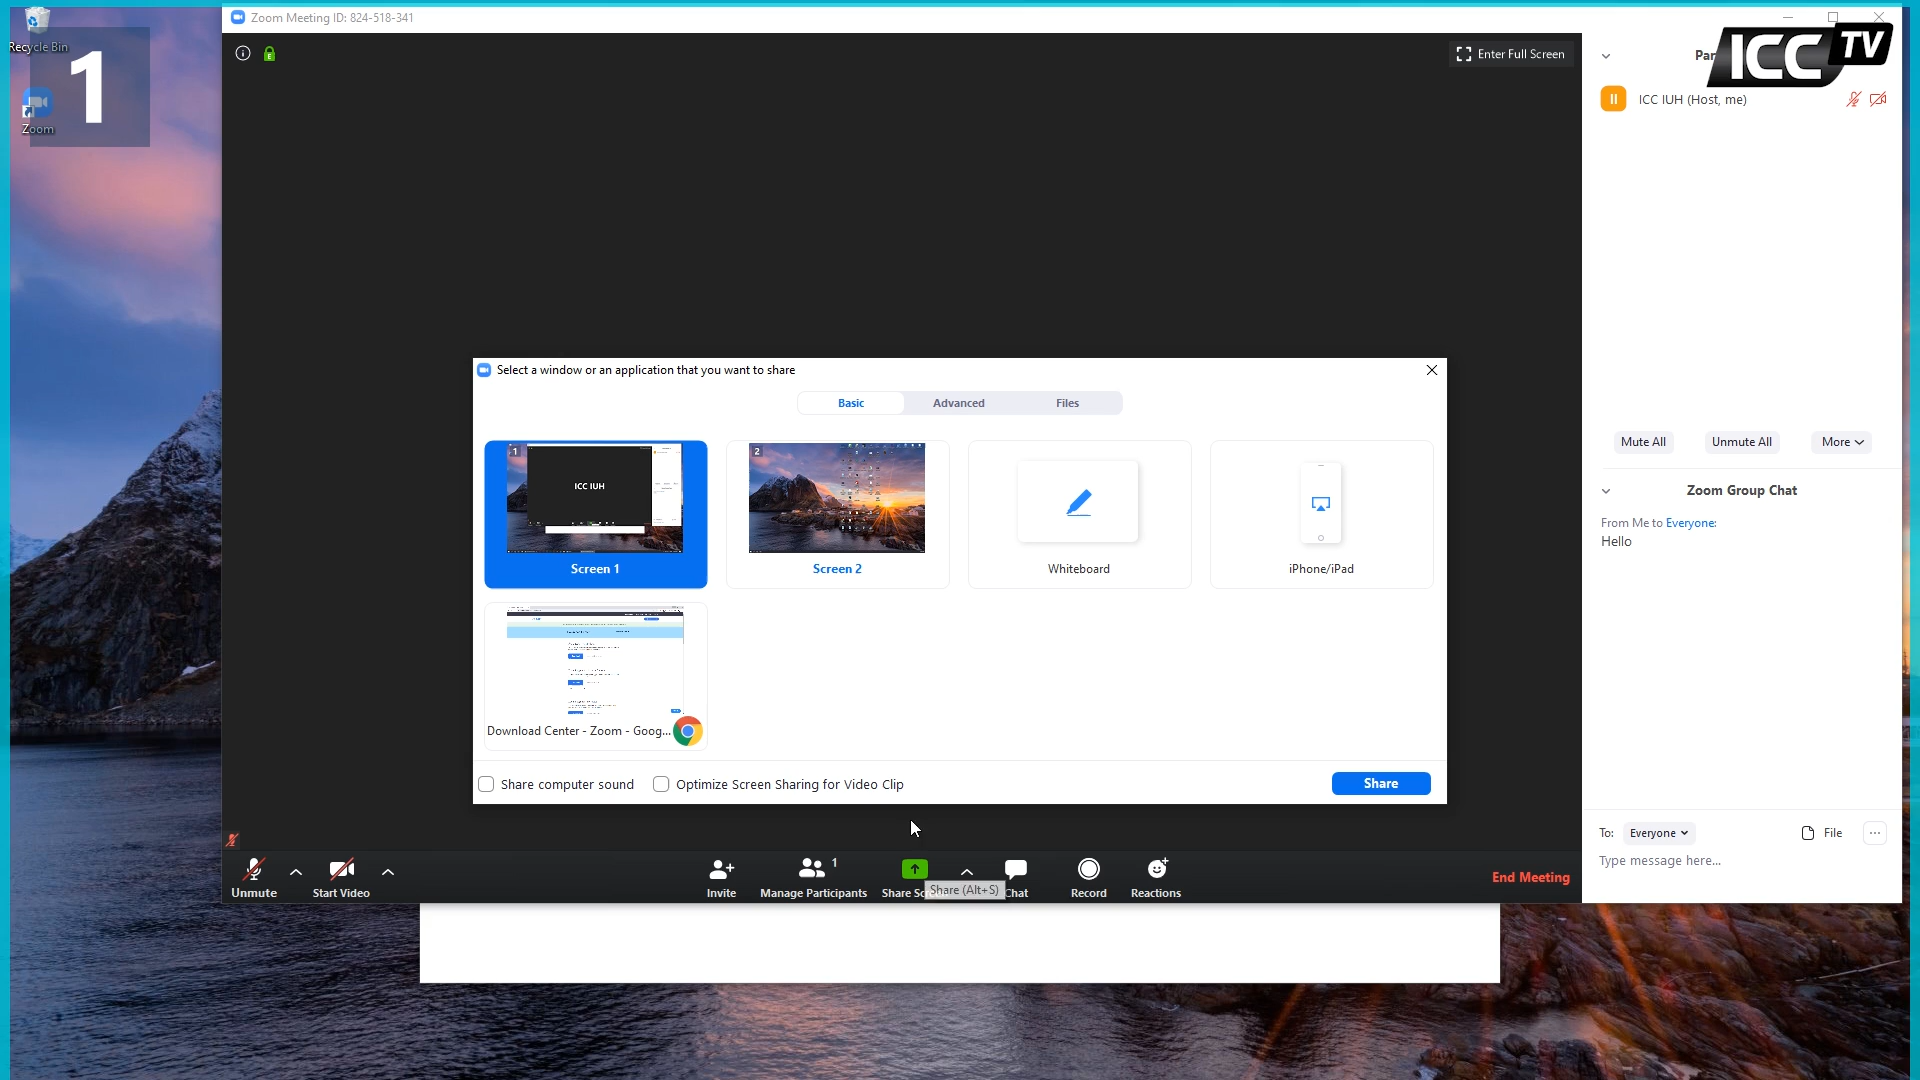 Recycle Bin
1
Zoom
Zoom Meeting ID: 824-518-341
Enter Full Screen
ICC TV
ICC IUH (Host, me)
Mute All
Unmute All
More
Zoom Group Chat
From Me to Everyone:
Hello
To: Everyone
File
Type message here...
Select a window or an application that you want to share
Basic
Advanced
Files
1
ICC IUH
Screen 1
2
Screen 2
Whiteboard
iPhone/iPad
Download Center - Zoom - Goog...
Share computer sound
Optimize Screen Sharing for Video Clip
Share
Unmute
Start Video
Invite
1
Manage Participants
Share
Share (Alt+S)
Chat
Record
Reactions
End Meeting